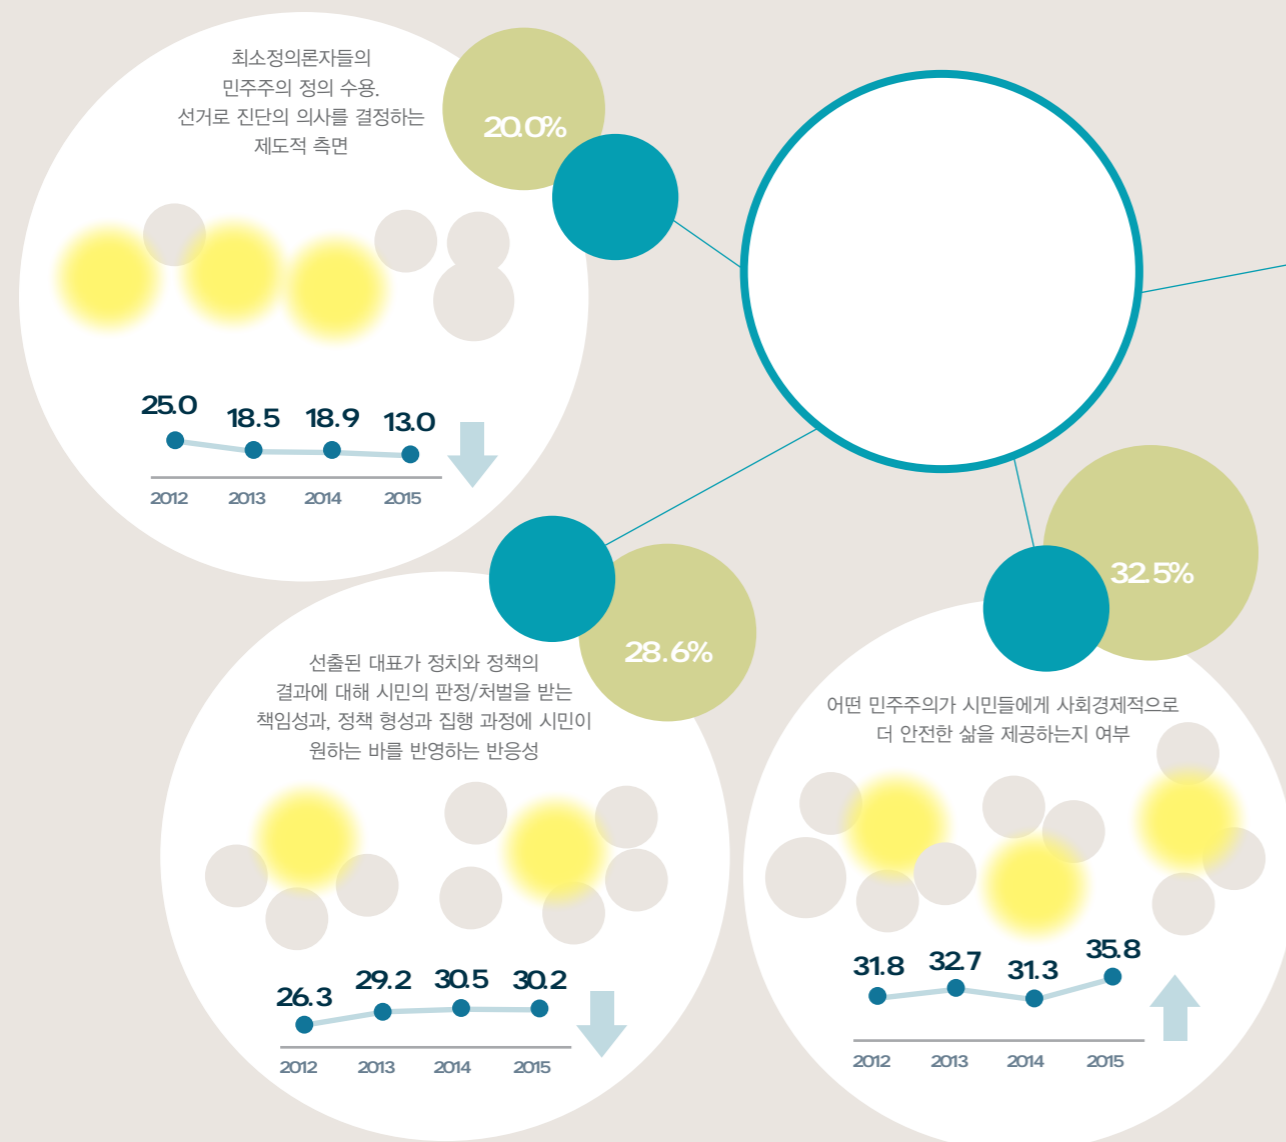 최소정의론자들의
민주주의 정의 수용.
선거로 진단의 의사를 결정하는
제도적 측면
20.0%
25.0 18.5 18.9 13.0
2012 2013 2014 2015
28.6%
선출된 대표가 정치와 정책의
결과에 대해 시민의 판정/처벌을 받는
책임성과, 정책 형성과 집행 과정에 시민이
원하는 바를 반영하는 반응성
26.3 29.2 30.5 30.2
2012 2013 2014 2015
32.5%
어떤 민주주의가 시민들에게 사회경제적으로
더 안전한 삶을 제공하는지 여부
31.8 32.7 31.3 35.8
2012 2013 2014 2015